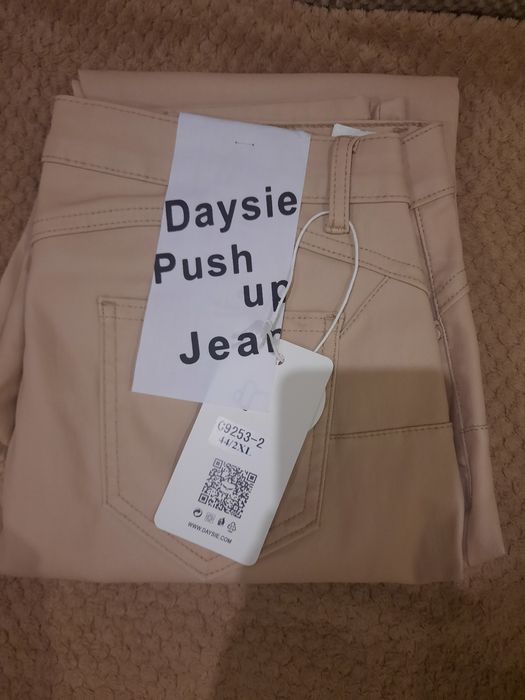 Daysie
Push
up
Jean
G9253-2
44/2XL
WWW.DAYSIE.COM